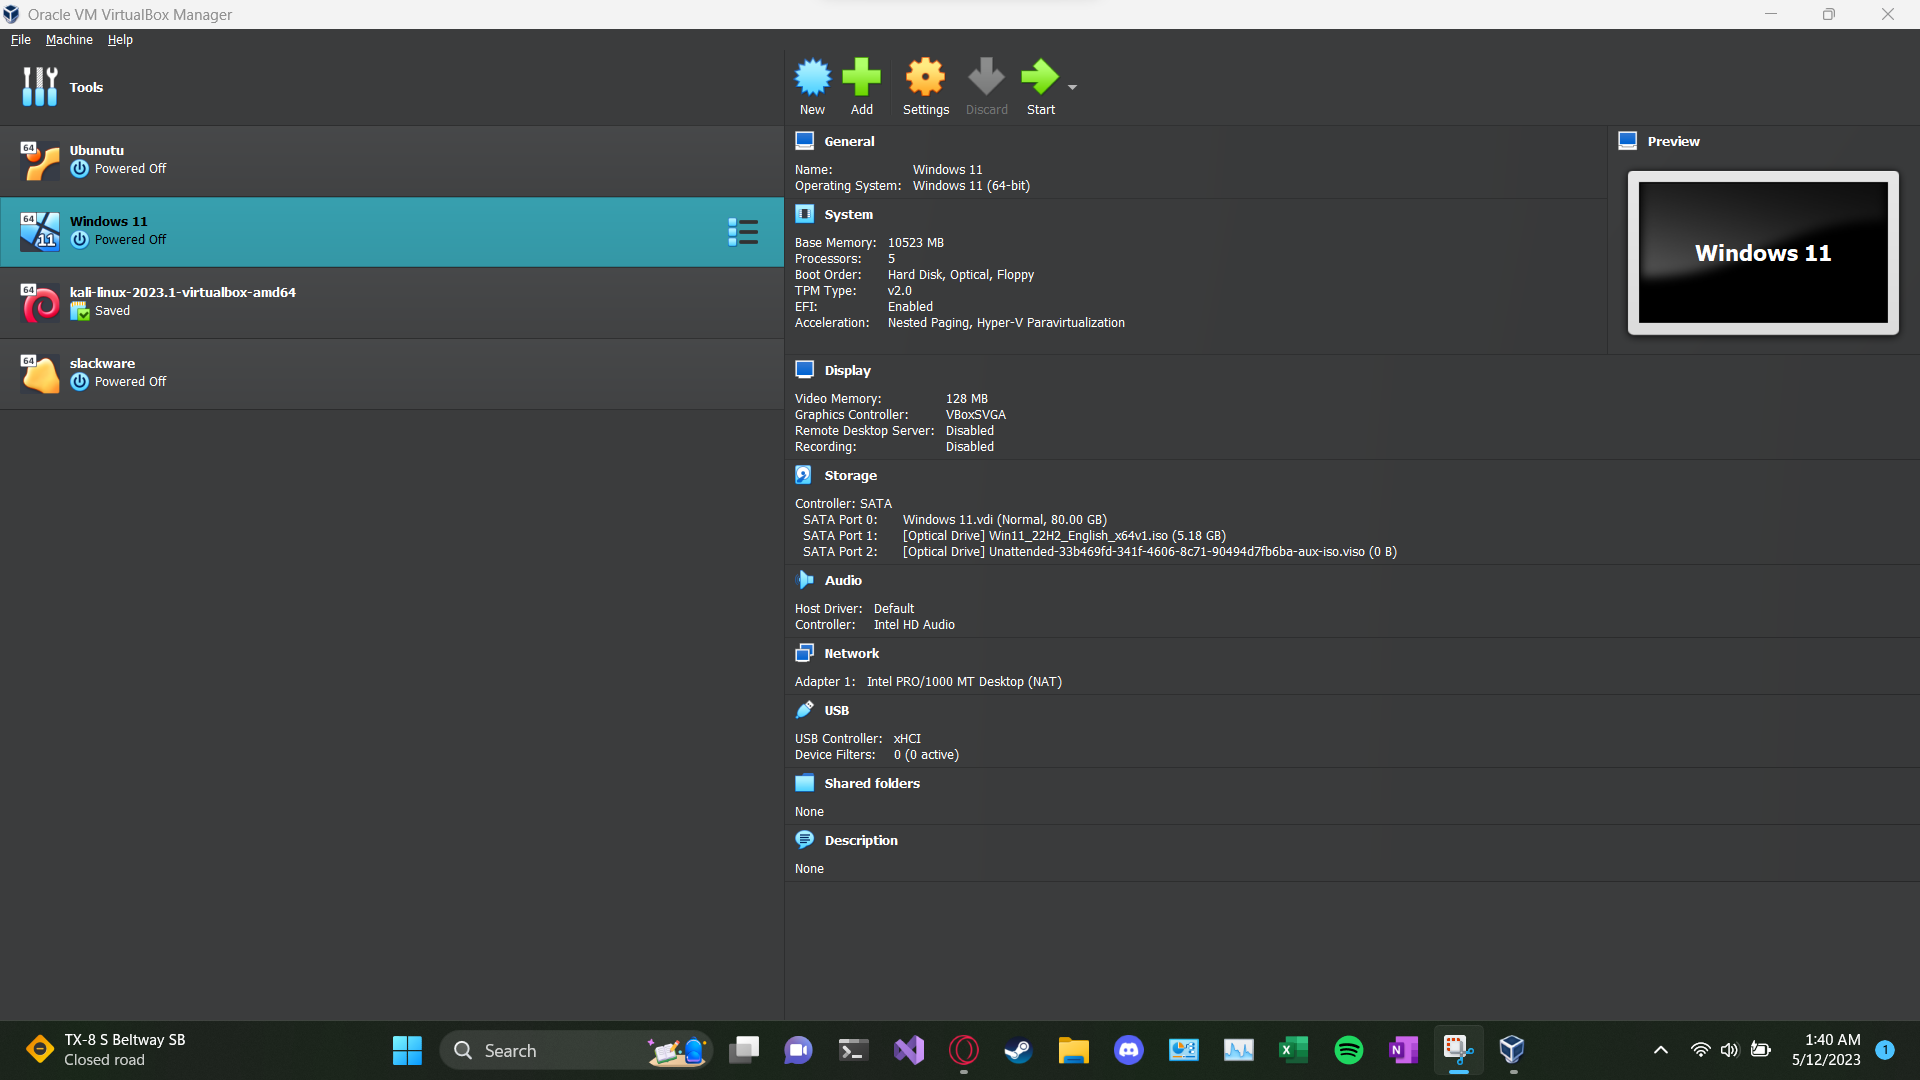 Oracle VM VirtualBox Manager
File Machine Help
Tools
64
Ubunutu
Powered Off
64
11
Windows 11
Powered Off
64
kali-linux-2023.1-virtualbox-amd64
Saved
64
slackware
Powered Off
New Add Settings Discard Start
General
Name: Windows 11
Operating System: Windows 11 (64-bit)
System
Base Memory: 10523 MB
Processors: 5
Boot Order: Hard Disk, Optical, Floppy
TPM Type: v2.0
EFI: Enabled
Acceleration: Nested Paging, Hyper-V Paravirtualization
Preview
Windows 11
Display
Video Memory: 128 MB
Graphics Controller: VBoxSVGA
Remote Desktop Server: Disabled
Recording: Disabled
Storage
Controller: SATA
SATA Port 0: Windows 11.vdi (Normal, 80.00 GB)
SATA Port 1: [Optical Drive] Win11_22H2_English_x64v1.iso (5.18 GB)
SATA Port 2: [Optical Drive] Unattended-33b469fd-341f-4606-8c71-90494d7fb6ba-aux-iso.viso (0 B)
Audio
Host Driver: Default
Controller: Intel HD Audio
Network
Adapter 1: Intel PRO/1000 MT Desktop (NAT)
USB
USB Controller: xHCI
Device Filters: 0 (0 active)
Shared folders
None
Description
None
TX-8 S Beltway SB
Closed road
Search
X
N
1:40 AM
5/12/2023
1